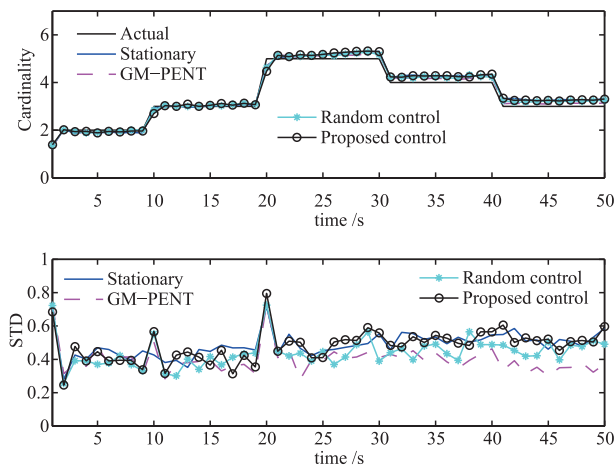 Actual
Stationary
GM−PENT
Random control
Proposed control
Cardinality
6
4
2
0
5 10 15 20 25 30 35 40 45 50
time /s
Stationary
GM−PENT
Random control
Proposed control
STD
1
0.8
0.6
0.4
0.2
0
5 10 15 20 25 30 35 40 45 50
time /s